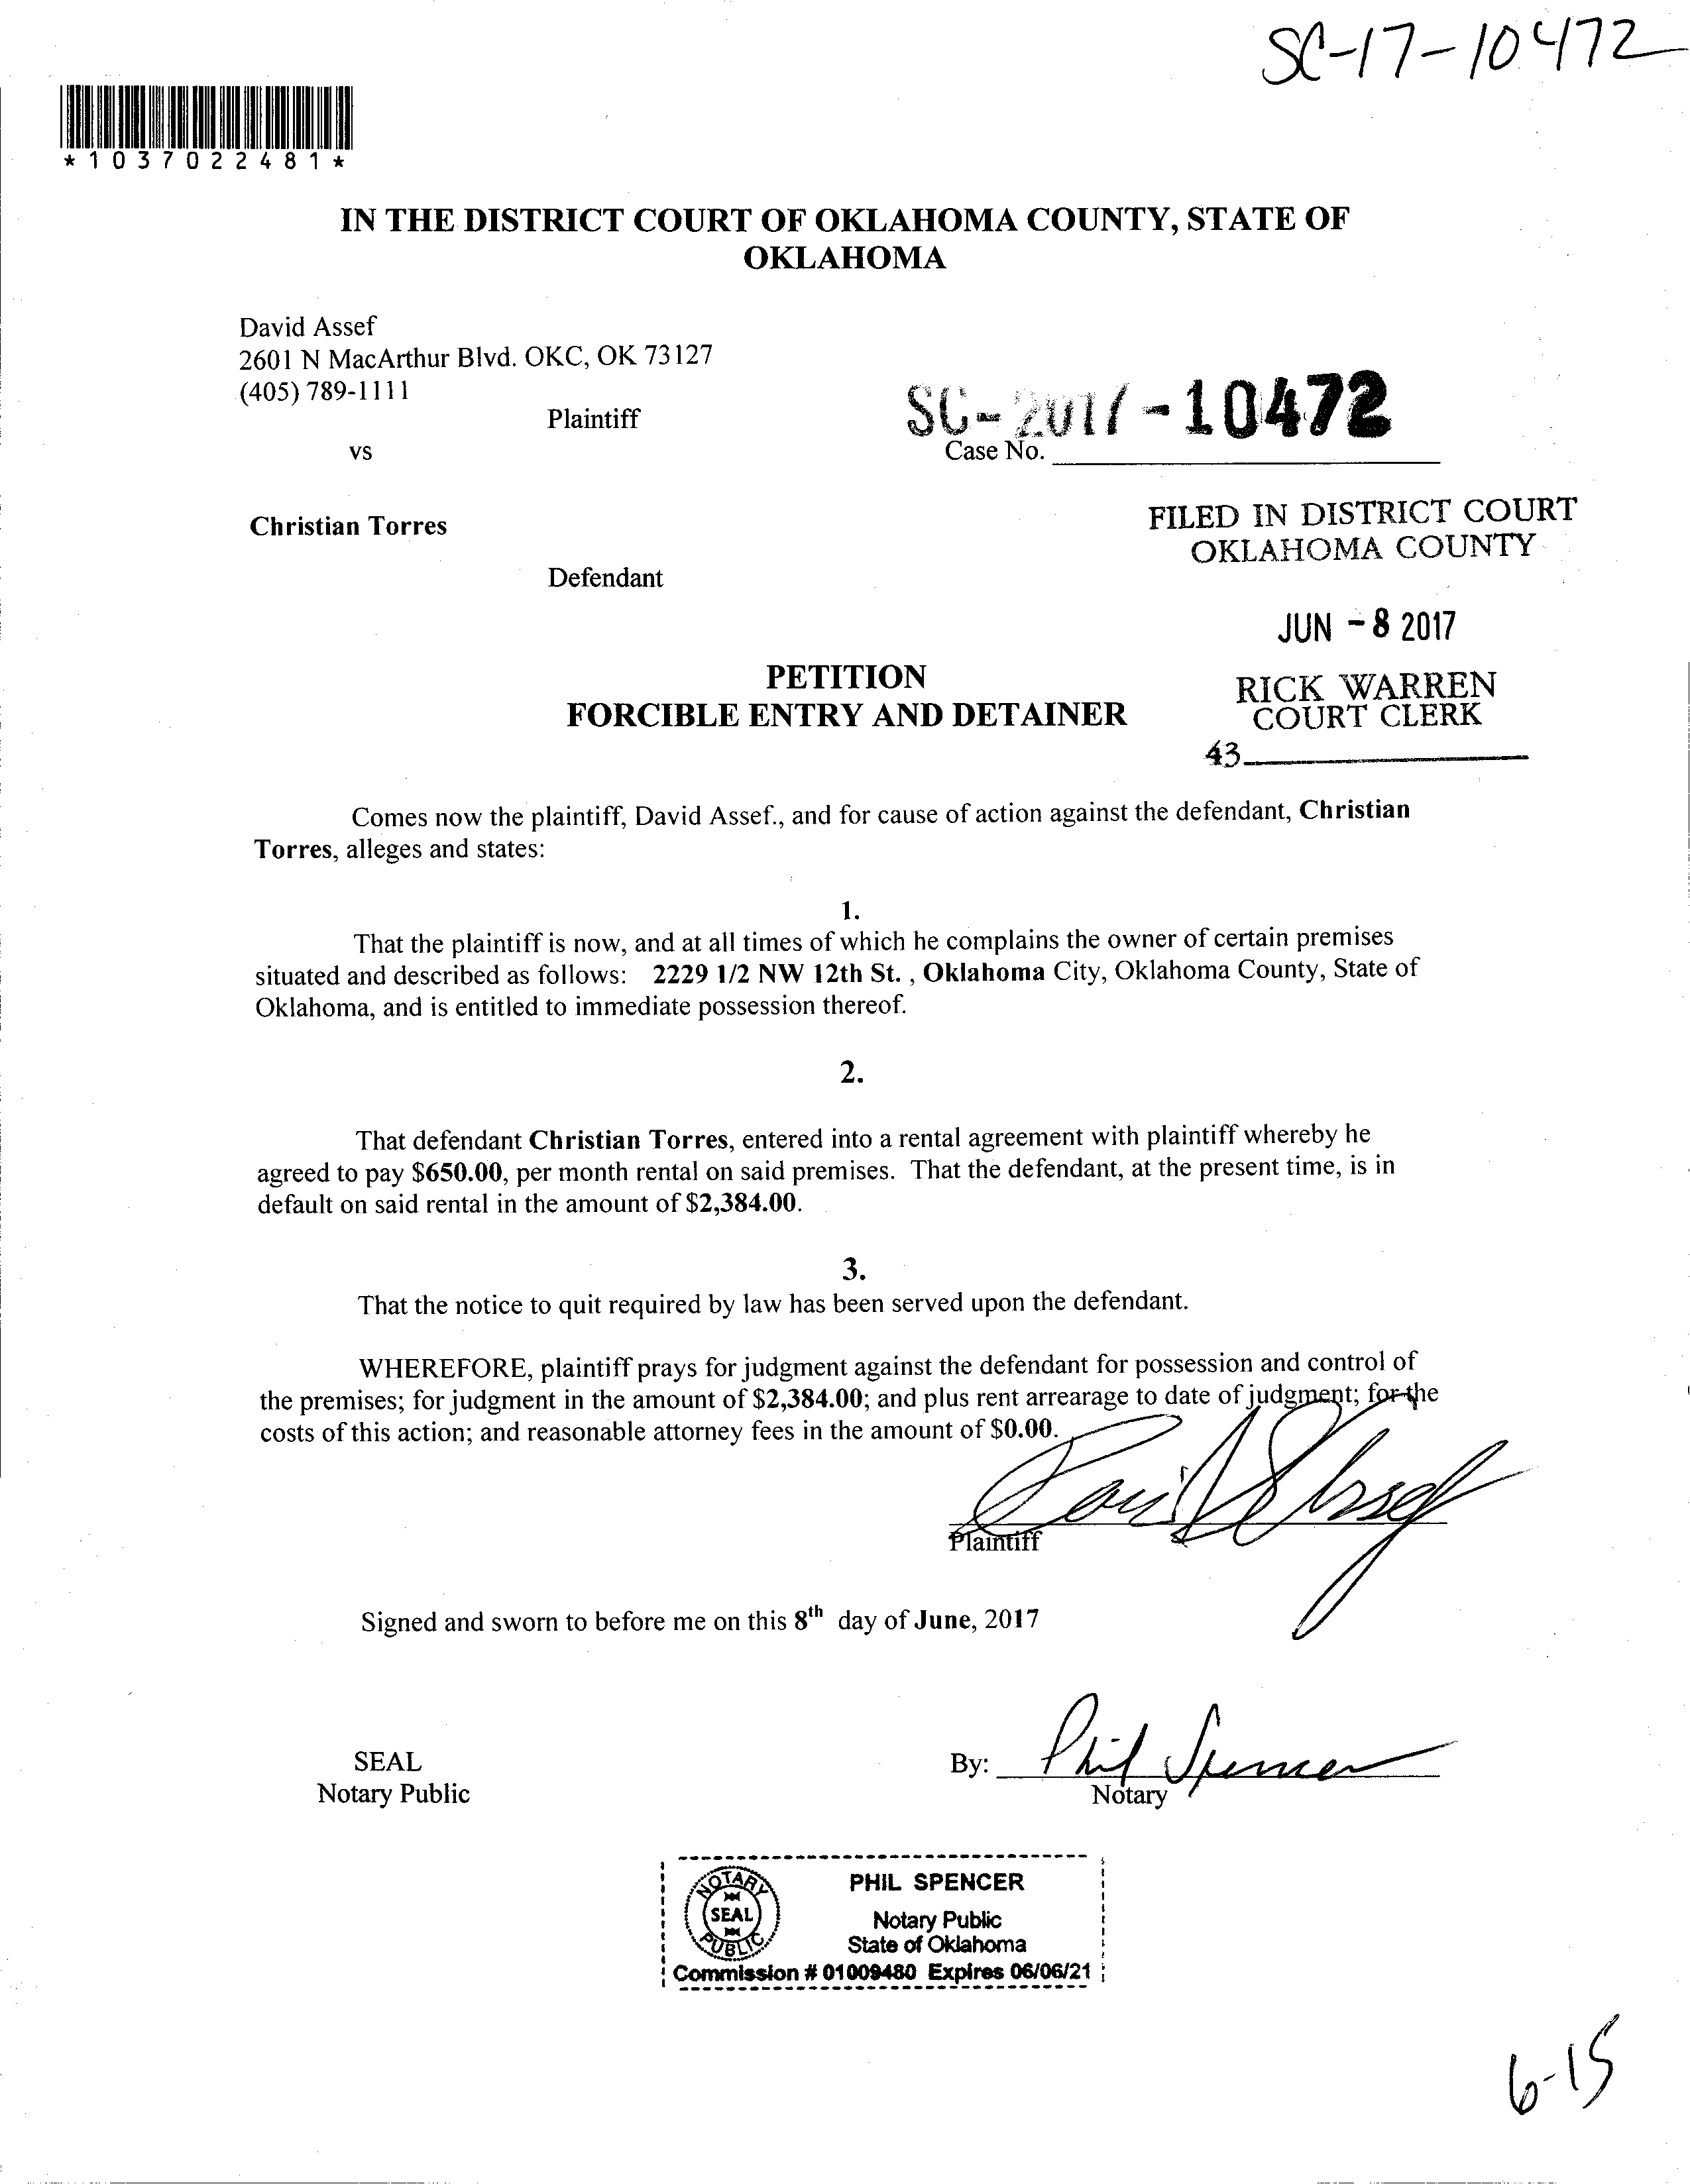 SC-17-10472
*1037022481*
IN THE DISTRICT COURT OF OKLAHOMA COUNTY, STATE OF
OKLAHOMA
David Assef
2601 N MacArthur Blvd. OKC, OK 73127
(405) 789-1111
Plaintiff
SC-2017-10472
vs
Case No.
Christian Torres
FILED IN DISTRICT COURT
OKLAHOMA COUNTY
Defendant
JUN -8 2017
PETITION
FORCIBLE ENTRY AND DETAINER
RICK WARREN
COURT CLERK
43
Comes now the plaintiff, David Assef., and for cause of action against the defendant, Christian
Torres, alleges and states:
1.
That the plaintiff is now, and at all times of which he complains the owner of certain premises
situated and described as follows: 2229 1/2 NW 12th St. , Oklahoma City, Oklahoma County, State of
Oklahoma, and is entitled to immediate possession thereof.
2.
That defendant Christian Torres, entered into a rental agreement with plaintiff whereby he
agreed to pay $650.00, per month rental on said premises. That the defendant, at the present time, is in
default on said rental in the amount of $2,384.00.
3.
That the notice to quit required by law has been served upon the defendant.
WHEREFORE, plaintiff prays for judgment against the defendant for possession and control of
the premises; for judgment in the amount of $2,384.00; and plus rent arrearage to date of judgment; for the
costs of this action; and reasonable attorney fees in the amount of $0.00.
Plaintiff
Signed and sworn to before me on this 8th day of June, 2017
SEAL
Notary Public
By: Phil Spencer
Notary
NOTARY
SEAL
PUBLIC
PHIL SPENCER
Notary Public
State of Oklahoma
Commission # 01009480 Expires 06/06/21
6-15